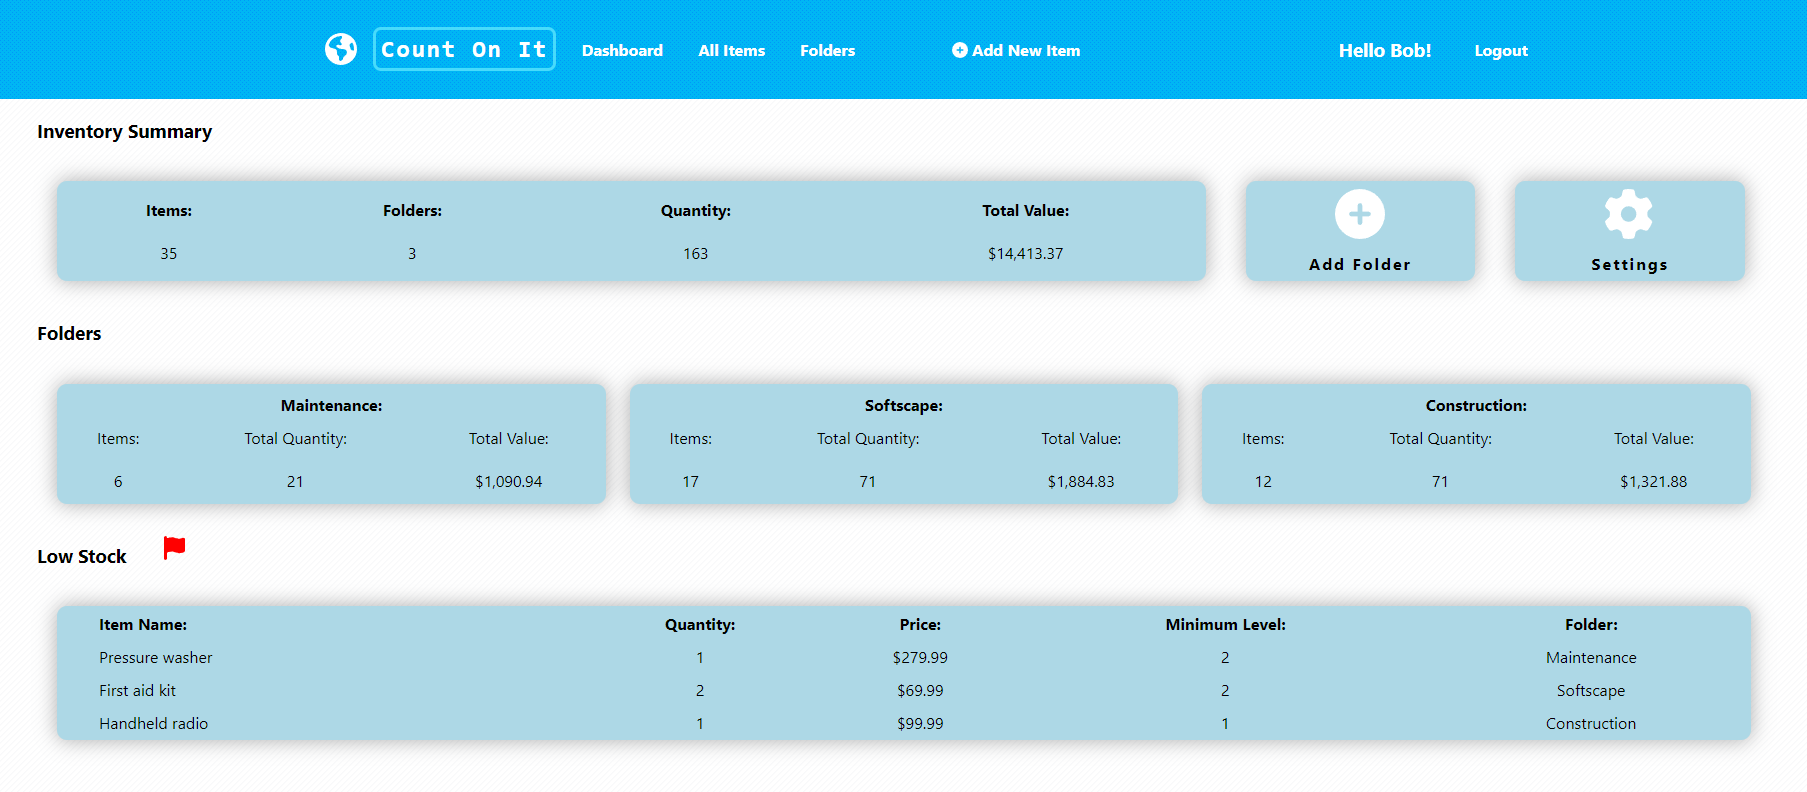 Count On It Dashboard All Items Folders Add New Item Hello Bob! Logout
Inventory Summary
Items: Folders: Quantity: Total Value:
35 3 163 $14,413.37
Add Folder Settings
Folders
Maintenance: Softscape: Construction:
Items: Total Quantity: Total Value: Items: Total Quantity: Total Value: Items: Total Quantity: Total Value:
6 21 $1,090.94 17 71 $1,884.83 12 71 $1,321.88
Low Stock
Item Name: Quantity: Price: Minimum Level: Folder:
Pressure washer 1 $279.99 2 Maintenance
First aid kit 2 $69.99 2 Softscape
Handheld radio 1 $99.99 1 Construction